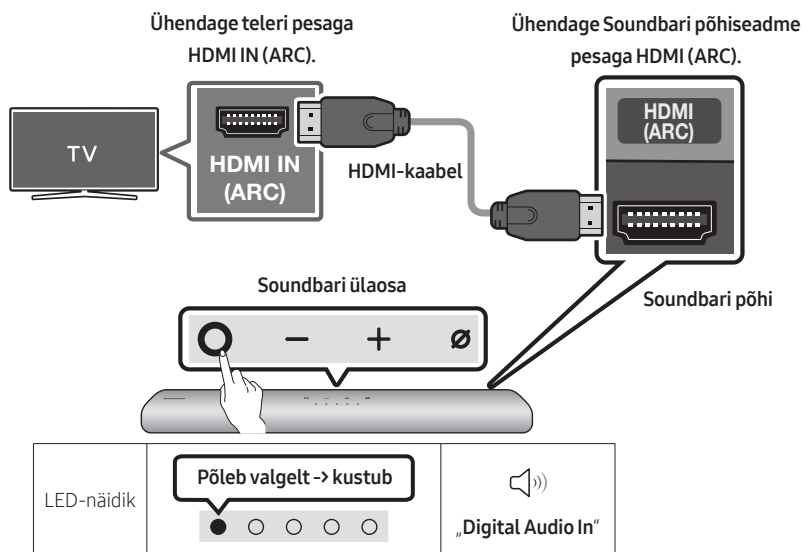 Ühendage teleri pesaga
HDMI IN (ARC).
Ühendage Soundbari põhiseadme
pesaga HDMI (ARC).
TV
HDMI IN
(ARC)
HDMI-kaabel
HDMI
(ARC)
Soundbari ülaosa
Soundbari põhi
LED-näidik
Põleb valgelt -> kustub
„Digital Audio In“